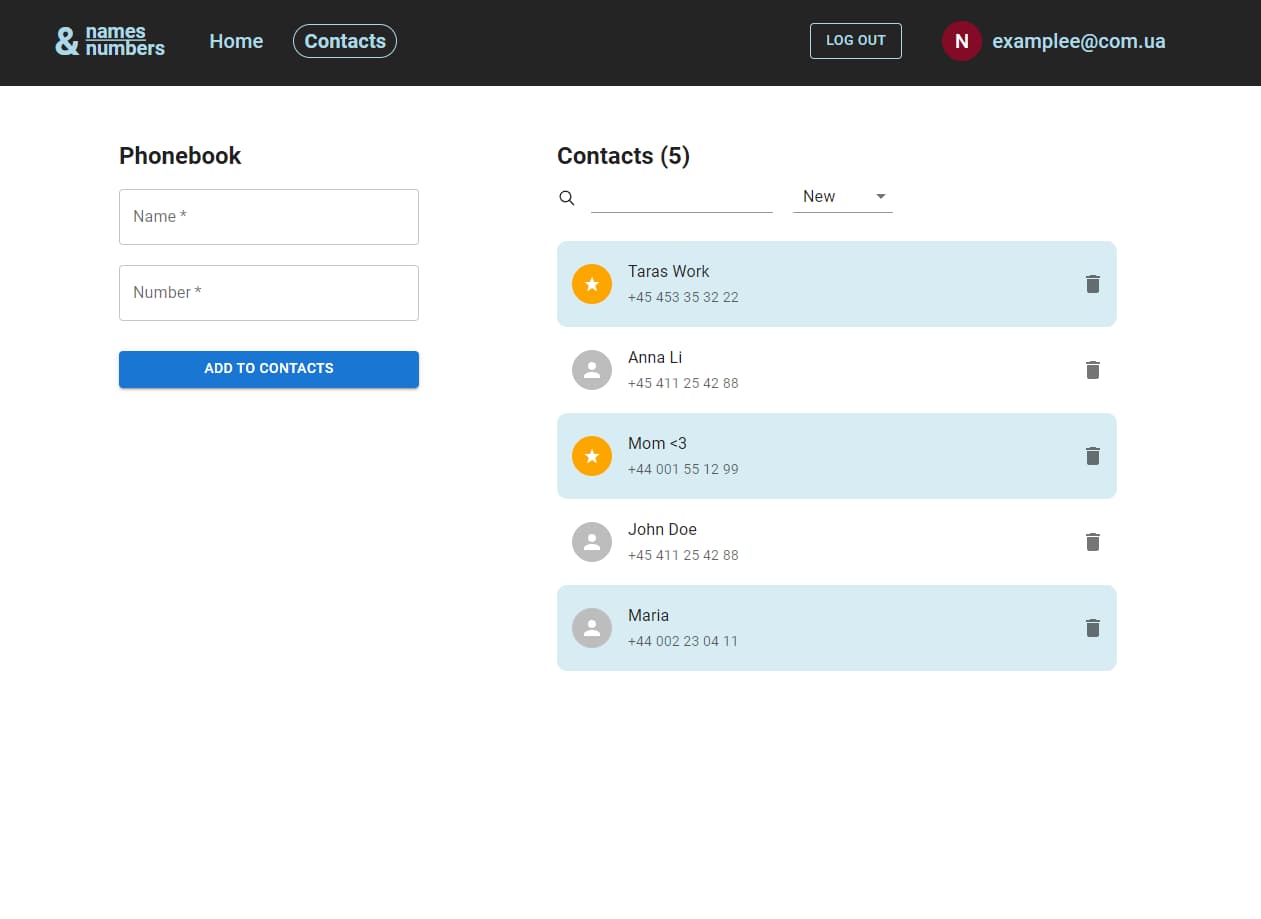 & names
numbers
Home
Contacts
LOG OUT
N
examplee@com.ua
Phonebook
Name *
Number *
ADD TO CONTACTS
Contacts (5)
New
Taras Work
+45 453 35 32 22
Anna Li
+45 411 25 42 88
Mom <3
+44 001 55 12 99
John Doe
+45 411 25 42 88
Maria
+44 002 23 04 11